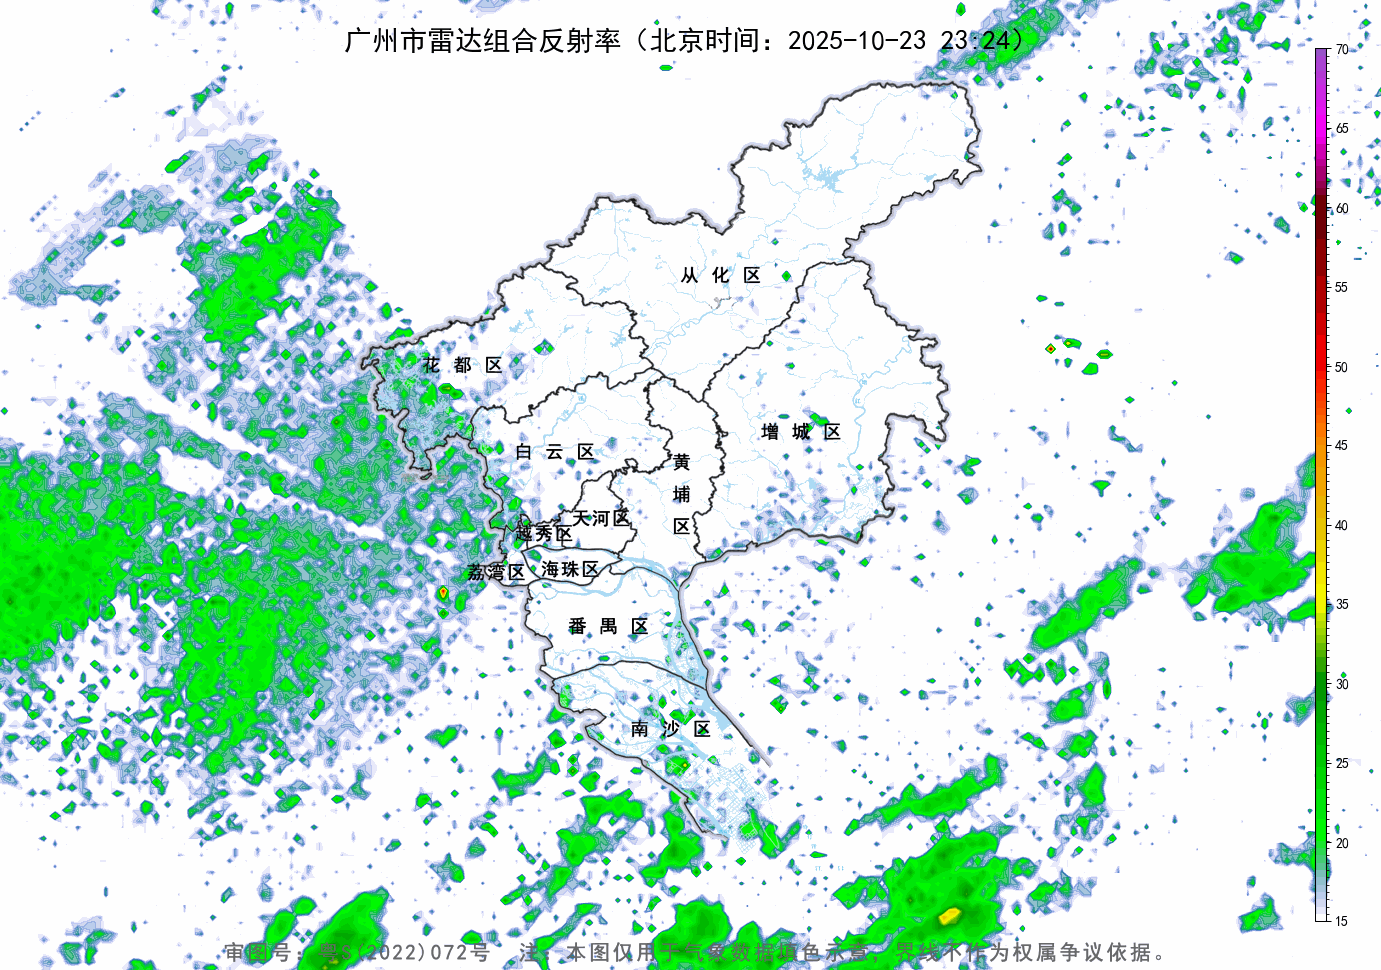 广州市雷达组合反射率（北京时间：2025-10-23 23:24）
70
65
60
55
50
45
40
35
30
25
20
15
从化区
花都区
增城区
白云区
黄埔区
天河区
越秀区
海珠区
荔湾区
番禺区
南沙区
审图号：粤S(2022)072号 注：本图仅用于气象数据填色示意，界线不作为权属争议依据。